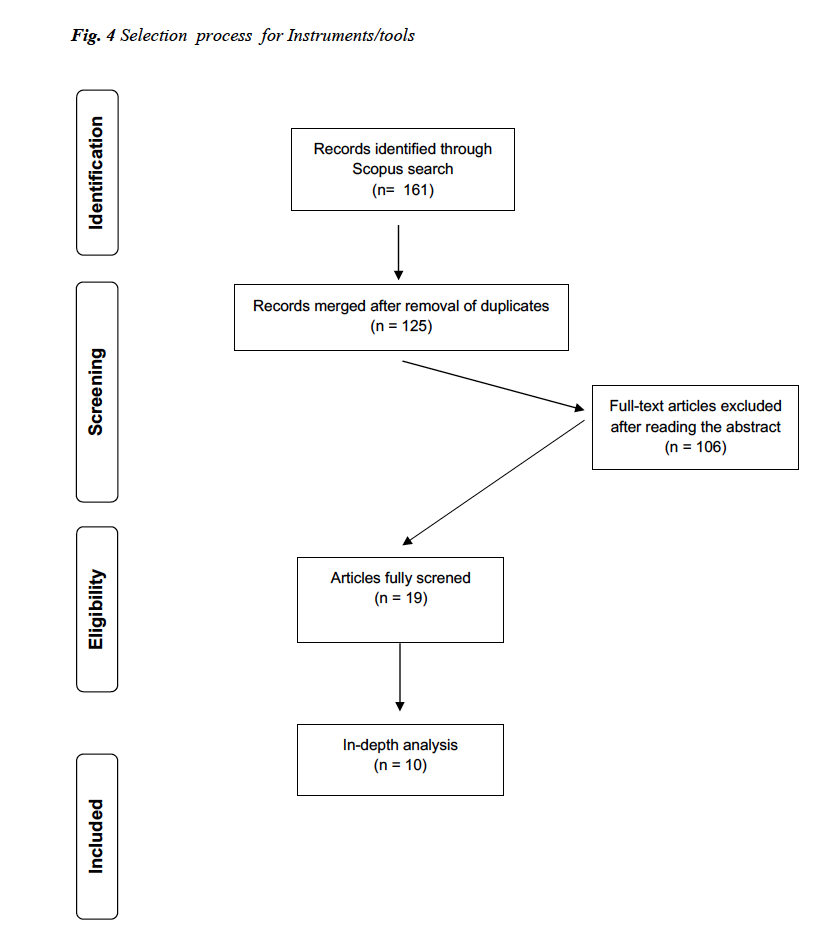 Fig. 4 Selection process for Instruments/tools
Identification
Records identified through
Scopus search
(n= 161)
Screening
Records merged after removal of duplicates
(n = 125)
Full-text articles excluded
after reading the abstract
(n = 106)
Eligibility
Articles fully screned
(n = 19)
Included
In-depth analysis
(n = 10)